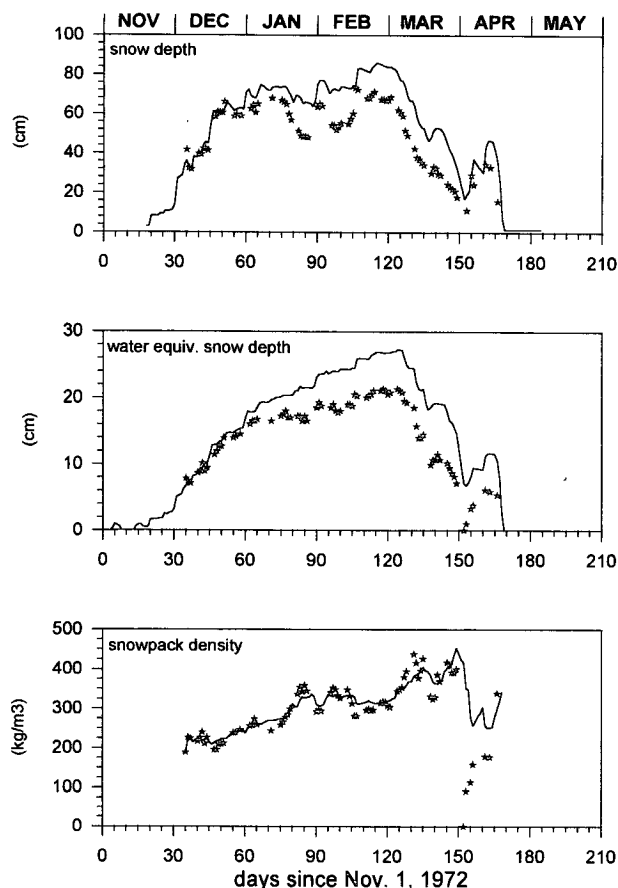 NOV DEC JAN FEB MAR APR MAY
100
snow depth
80
60
(cm)
40
20
0
0 30 60 90 120 150 180 210
30
water equiv. snow depth
20
(cm)
10
0
0 30 60 90 120 150 180 210
500
snowpack density
400
300
(kg/m3)
200
100
0
0 30 60 90 120 150 180 210
days since Nov. 1, 1972